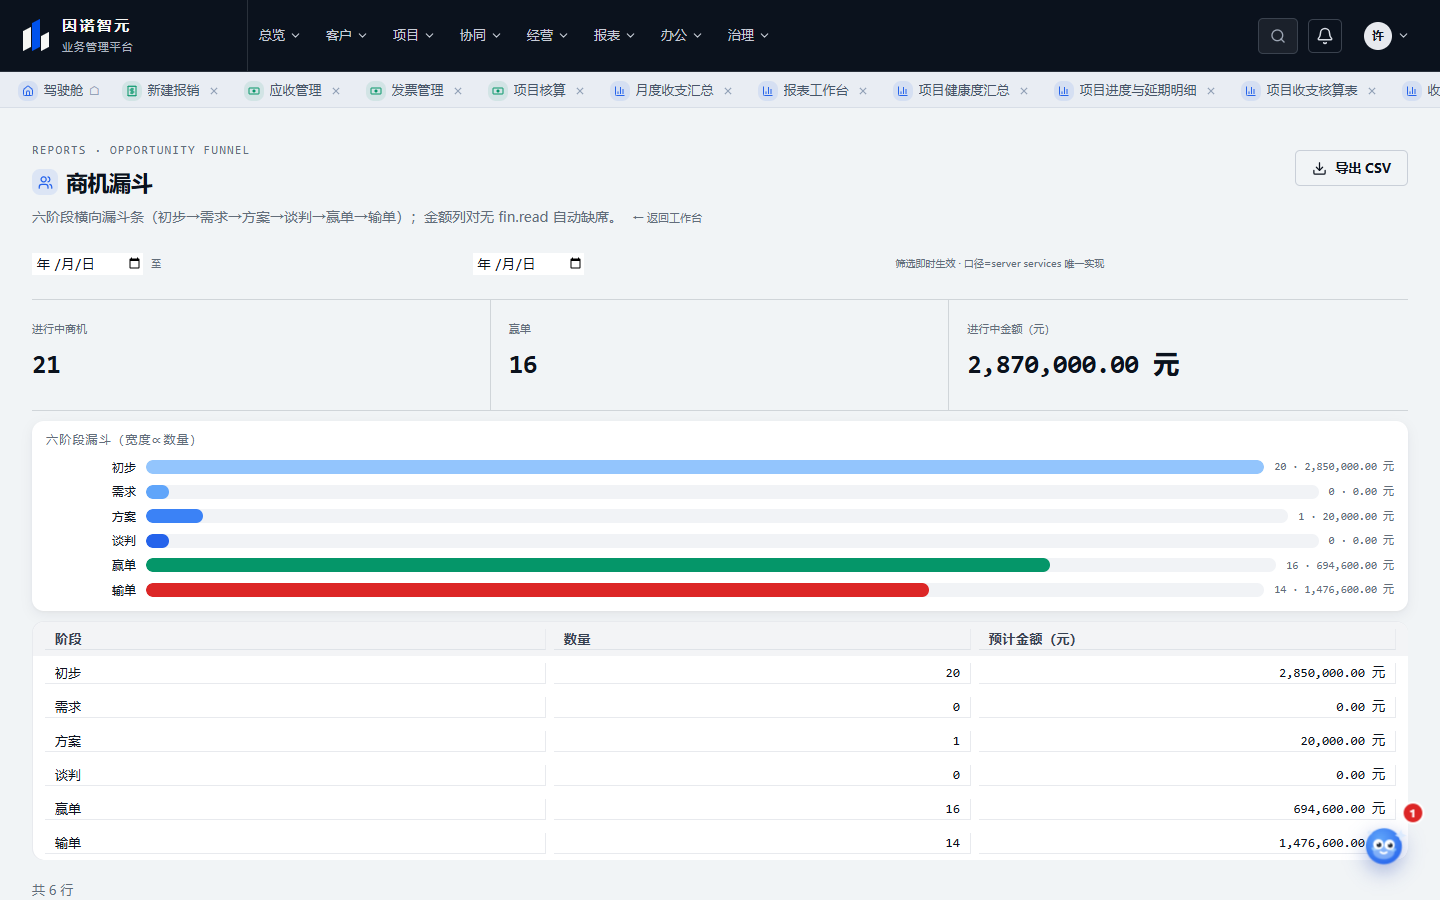 因诺智元
业务管理平台
总览 客户 项目 协同 经营 报表 办公 治理
许
驾驶舱 新建报销 应收管理 发票管理 项目核算 月度收支汇总 报表工作台 项目健康度汇总 项目进度与延期明细 项目收支核算表 收
REPORTS · OPPORTUNITY FUNNEL
商机漏斗
导出 CSV
六阶段横向漏斗条（初步→需求→方案→谈判→赢单→输单）；金额列对无 fin.read 自动缺席。 ← 返回工作台
年 /月/日 至 年 /月/日 筛选即时生效 · 口径=server services 唯一实现
进行中商机 赢单 进行中金额（元）
21 16 2,870,000.00 元
六阶段漏斗（宽度∝数量）
初步 20 · 2,850,000.00 元
需求 0 · 0.00 元
方案 1 · 20,000.00 元
谈判 0 · 0.00 元
赢单 16 · 694,600.00 元
输单 14 · 1,476,600.00 元
阶段 数量 预计金额（元）
初步 20 2,850,000.00 元
需求 0 0.00 元
方案 1 20,000.00 元
谈判 0 0.00 元
赢单 16 694,600.00 元
输单 14 1,476,600.00
1
共 6 行